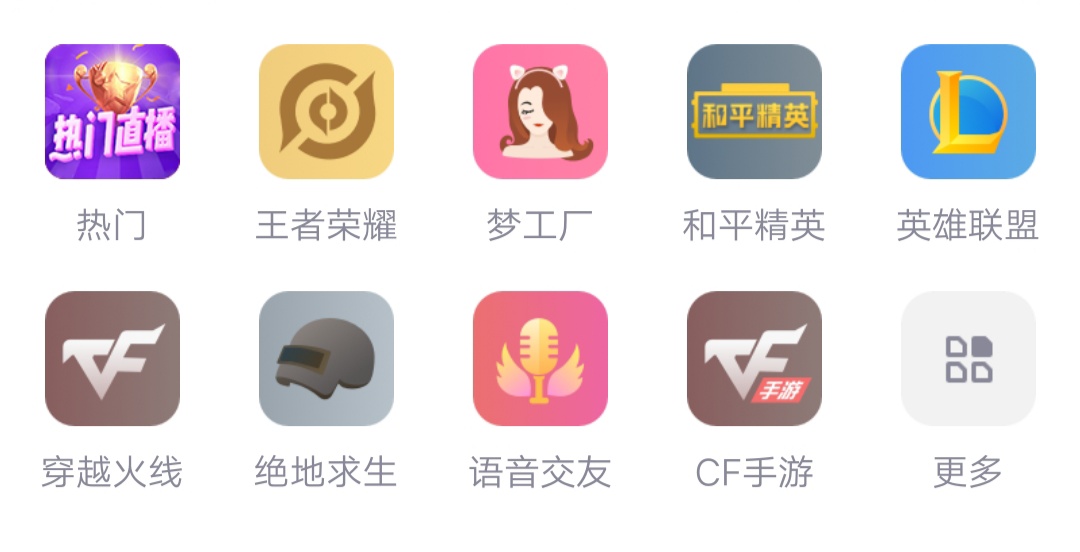 热门直播
和平精英
热门
王者荣耀
梦工厂
和平精英
英雄联盟
CF
CF
手游
穿越火线
绝地求生
语音交友
CF手游
更多